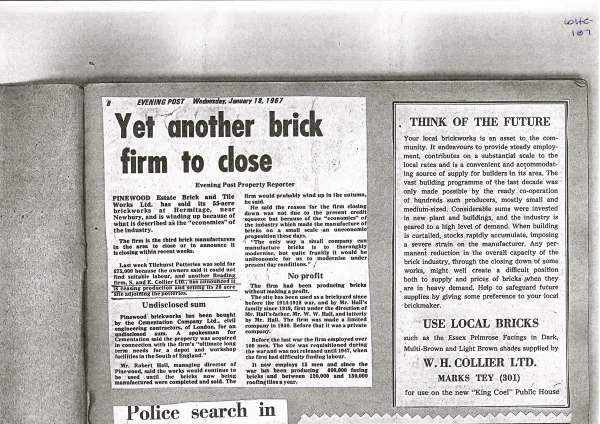 WHC-
187
8 EVENING POST Wednesday, January 18, 1967
Yet another brick
firm to close
Evening Post Property Reporter
PINEWOOD Estate Brick and Tile
Works Ltd. has sold its 55-acre
brickworks at Hermitage, near
Newbury, and is winding up because of
what is described as the "economies" of
the industry.
The firm is the third brick manufacturers
in the area to close or to announce it
is closing within recent weeks.
Last week Tilehurst Potteries was sold for
£75,000 because the owners said it could not
find suitable labour, and another Reading
firm, S. and E. Collier Ltd., has announced it
is ceasing production and selling its 28 acre
site adjoining the potteries.
Undisclosed sum
Pinewood brickworks has been bought
by the Cementation Company Ltd., civil
engineering contractors, of London, for an
undisclosed sum. A spokesman for
Cementation said the property was acquired
in connection with the firm's "ultimate long
term needs for a depot and workshop
facilities in the South of England."
Mr. Robert Hall, managing director of
Pinewood, said the works would continue to
be used until the bricks now being
manufactured were completed and sold. The
firm would probably wind up in the autumn,
he said.
He said the reason for the firm closing
down was not due to the present credit
squeeze but because of the "economies" of
the industry which made the manufacture of
bricks on a small scale an uneconomic
proposition these days.
"The only way a small company can
manufacture bricks is to thoroughly
modernise, but quite frankly it would be
uneconomic for us to modernise under
present day conditions."
No profit
The firm had been producing bricks
without making a profit.
The site has been used as a brickyard since
before the 1914-1918 war, and by Mr. Hall's
family since 1919, first under the direction of
Mr. Hall's father, Mr. W. W. Hall, and latterly
by Mr. Hall. The firm was made a limited
company in 1950. Before that it was a private
company.
Before the last war the firm employed over
100 men. The site was requisitioned during
the war and was not released until 1947, when
the firm had difficulty finding labour.
It now employs 15 men and since the
war has been producing 800,000 facing
bricks and between 120,000 and 150,000
roofing tiles a year.
Police search in
THINK OF THE FUTURE
Your local brickworks is an asset to the com-
munity. It endeavours to provide steady employ-
ment, contributes on a substantial scale to the
local rates and is a convenient and accommodat-
ing source of supply for builders in its area. The
vast building programme of the last decade was
only made possible by the ready co-operation
of hundreds such producers, mostly small and
medium-sized. Considerable sums were invested
in new plant and buildings, and the industry is
geared to a high level of demand. When building
is curtailed, stocks rapidly accumulate, imposing
a severe strain on the manufacturer. Any per-
manent reduction in the overall capacity of the
brick industry, through the closing down of some
works, might well create a difficult position
both to supply and prices of bricks when they
are in heavy demand. Help to safeguard future
supplies by giving some preference to your local
brickmaker.
USE LOCAL BRICKS
such as the Essex Primrose Facings in Dark,
Multi-Brown and Light Brown shades supplied by
W. H. COLLIER LTD.
MARKS TEY (301)
for use on the new "King Coel" Public House